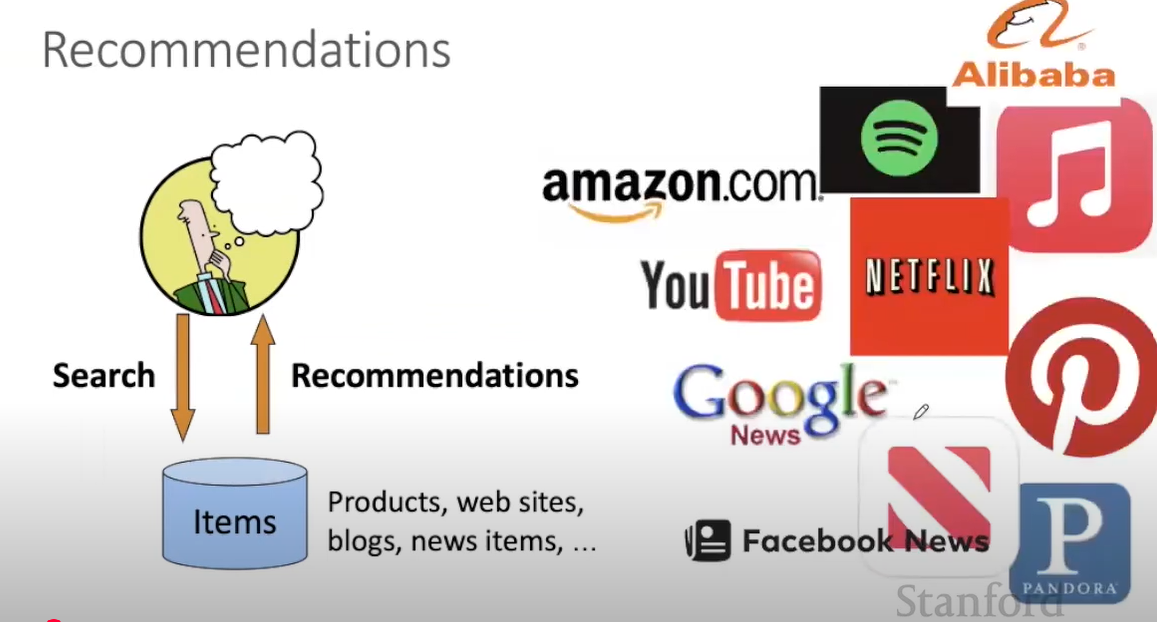 Recommendations
Alibaba
amazon.com
YouTube
NETFLIX
Search
Recommendations
Google
News
Items
Products, web sites,
blogs, news items, ...
Facebook News
P
PANDORA
Stanford